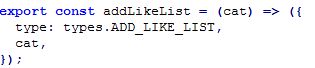 export const addLikeList = (cat) => ({
  type: types.ADD_LIKE_LIST,
  cat,
});